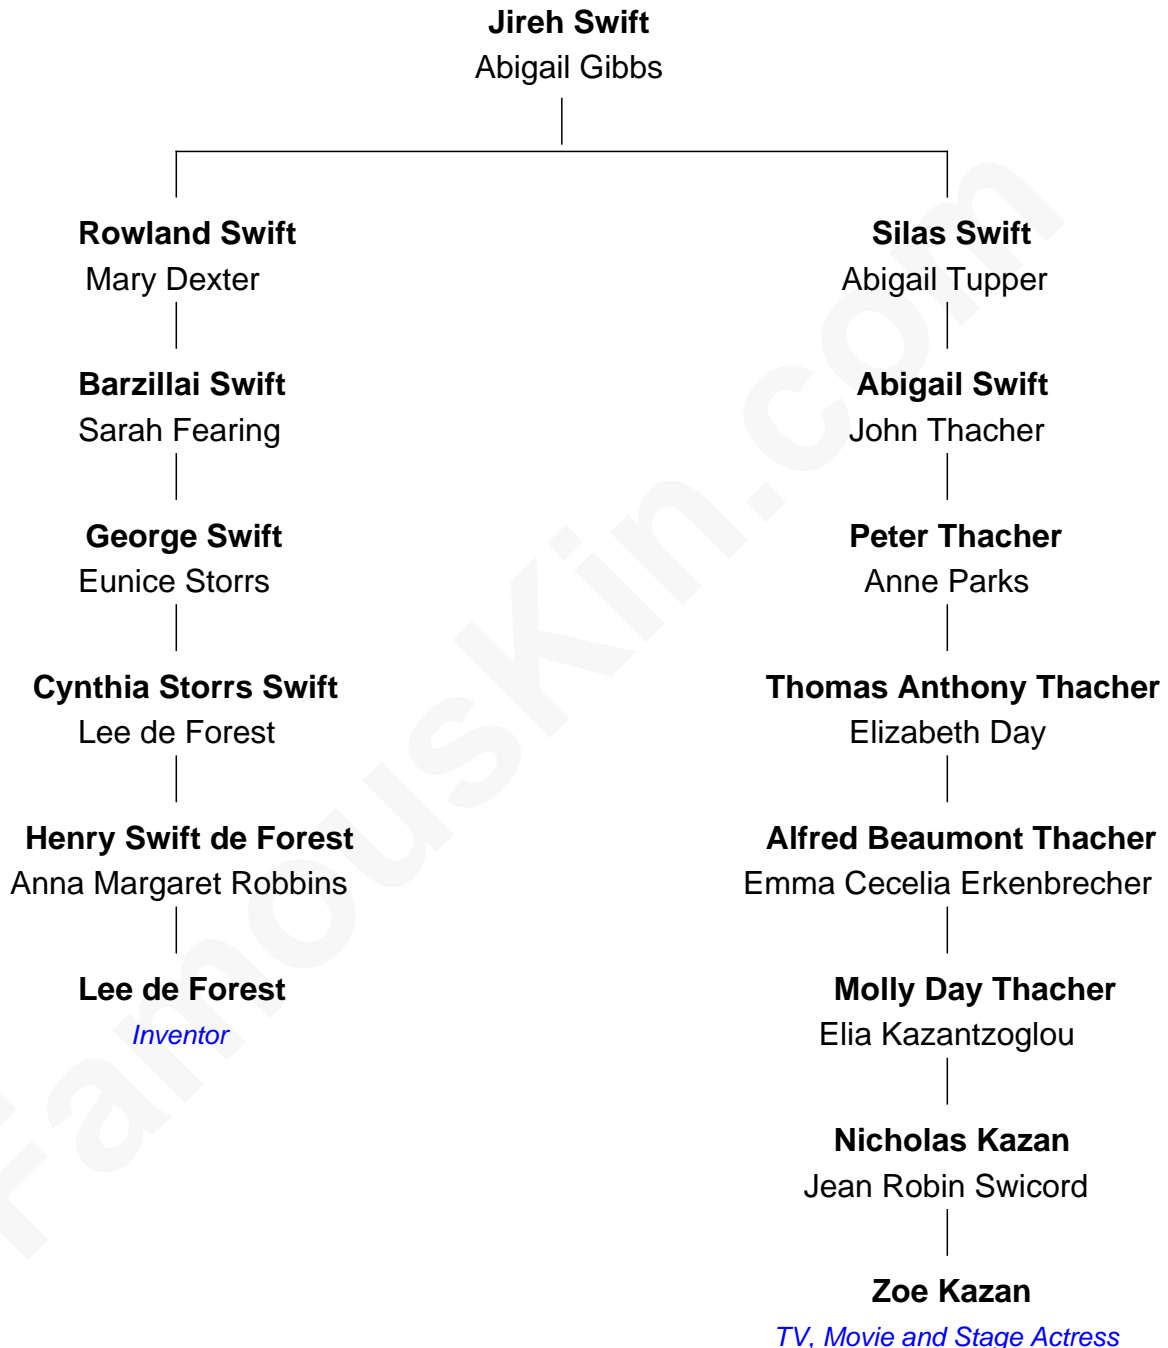 Jireh Swift
Abigail Gibbs
Rowland Swift
Mary Dexter
Silas Swift
Abigail Tupper
Barzillai Swift
Sarah Fearing
Abigail Swift
John Thacher
George Swift
Eunice Storrs
Peter Thacher
Anne Parks
Cynthia Storrs Swift
Lee de Forest
Thomas Anthony Thacher
Elizabeth Day
Henry Swift de Forest
Anna Margaret Robbins
Alfred Beaumont Thacher
Emma Cecelia Erkenbrecher
Lee de Forest
Inventor
Molly Day Thacher
Elia Kazantzoglou
Nicholas Kazan
Jean Robin Swicord
Zoe Kazan
TV, Movie and Stage Actress
FamousKin.com